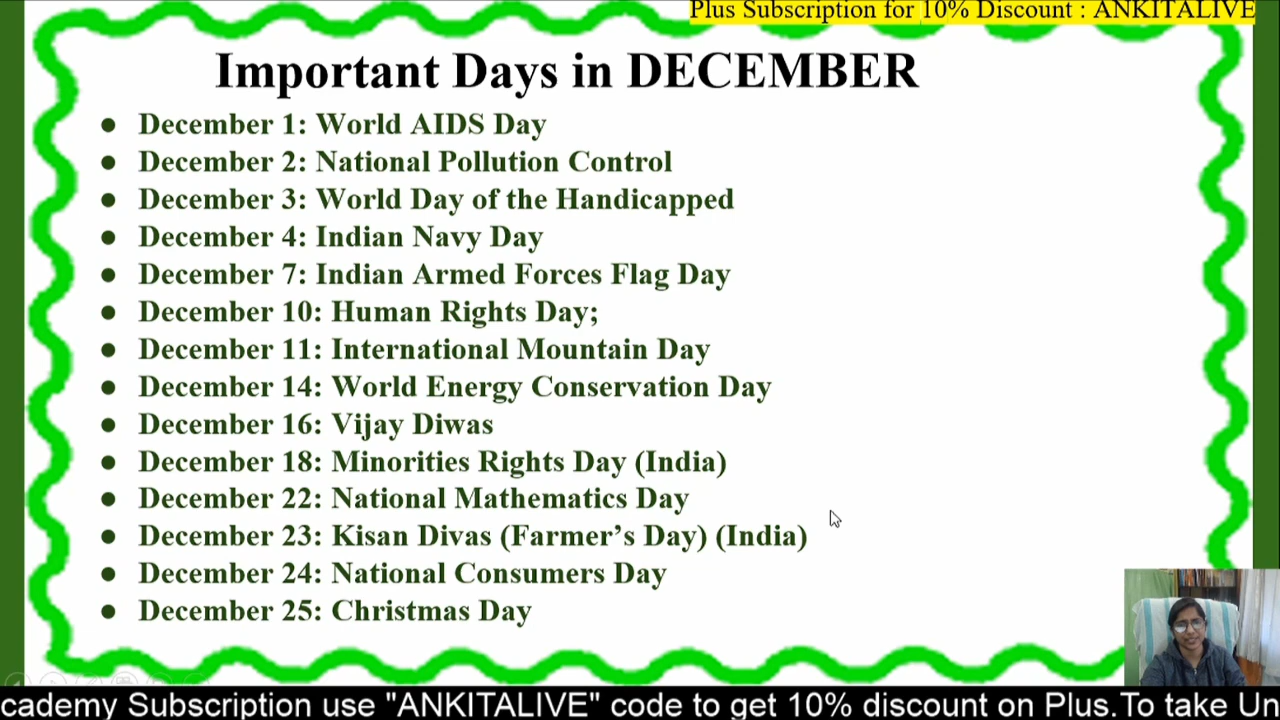 Plus Subscription for 10% Discount : ANKITALIVE
Important Days in DECEMBER
● December 1: World AIDS Day
● December 2: National Pollution Control
● December 3: World Day of the Handicapped
● December 4: Indian Navy Day
● December 7: Indian Armed Forces Flag Day
● December 10: Human Rights Day;
● December 11: International Mountain Day
● December 14: World Energy Conservation Day
● December 16: Vijay Diwas
● December 18: Minorities Rights Day (India)
● December 22: National Mathematics Day
● December 23: Kisan Divas (Farmer’s Day) (India)
● December 24: National Consumers Day
● December 25: Christmas Day
cademy Subscription use "ANKITALIVE" code to get 10% discount on Plus.To take Un